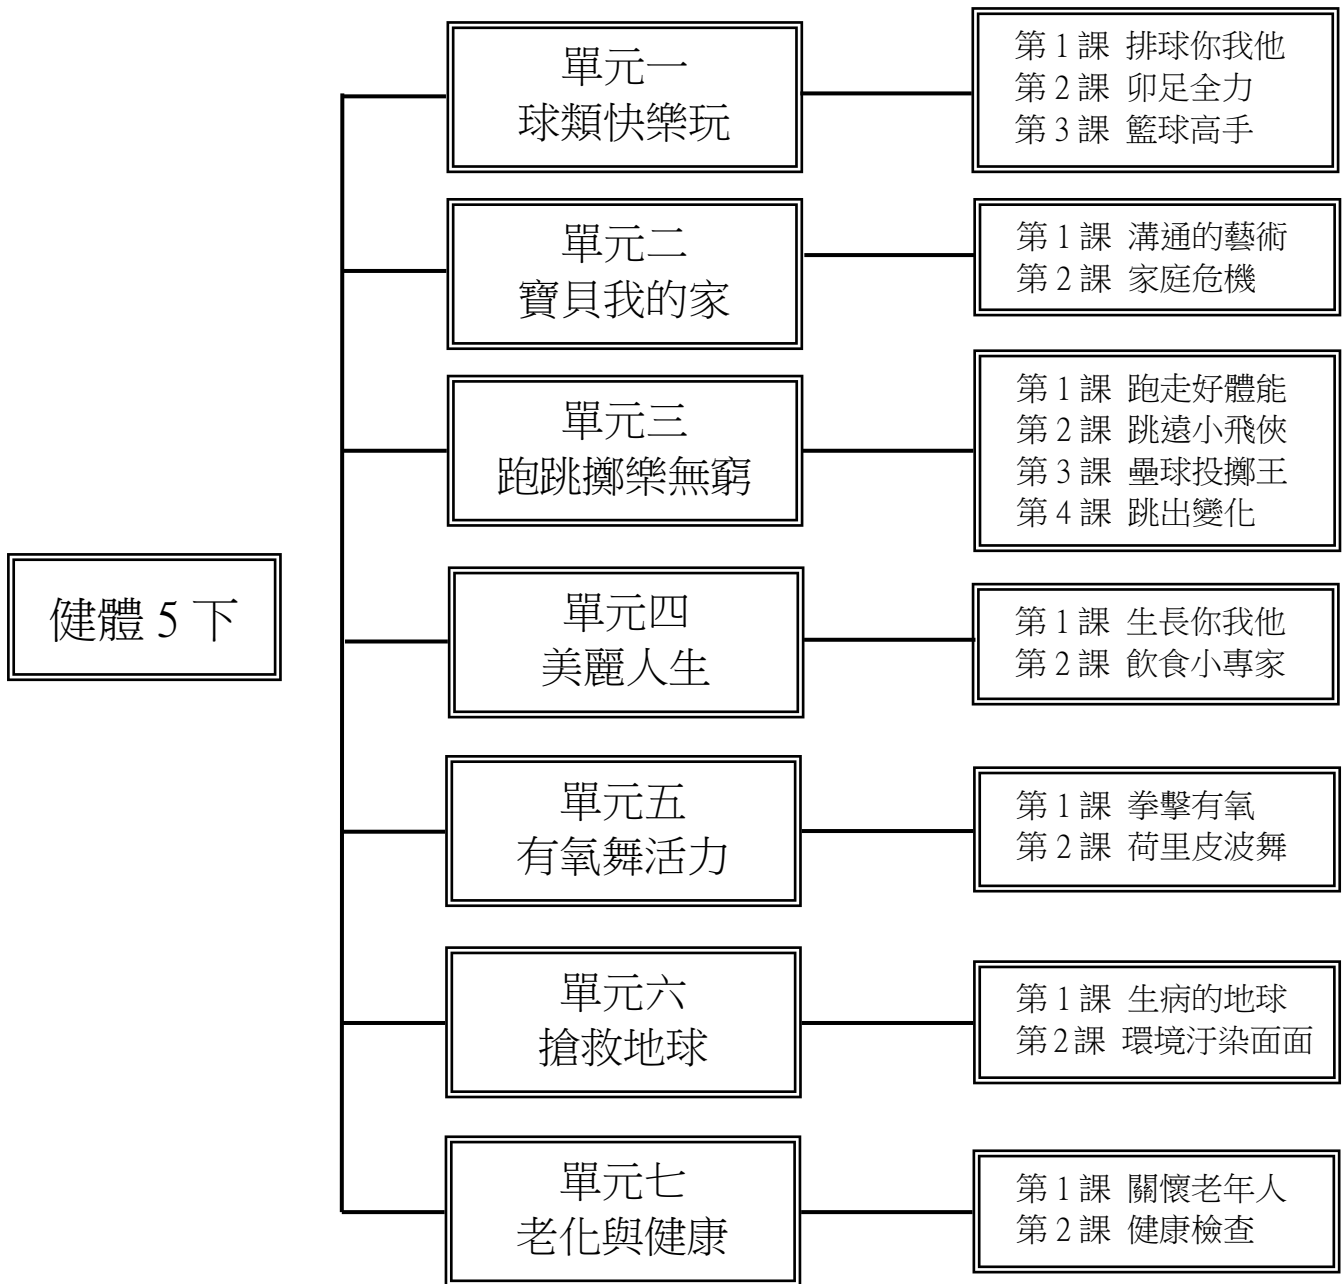 健體 5 下
單元一
球類快樂玩
第 1 課 排球你我他
第 2 課 卯足全力
第 3 課 籃球高手
單元二
寶貝我的家
第 1 課 溝通的藝術
第 2 課 家庭危機
單元三
跑跳擲樂無窮
第 1 課 跑走好體能
第 2 課 跳遠小飛俠
第 3 課 壘球投擲王
第 4 課 跳出變化
單元四
美麗人生
第 1 課 生長你我他
第 2 課 飲食小專家
單元五
有氧舞活力
第 1 課 拳擊有氧
第 2 課 荷里皮波舞
單元六
搶救地球
第 1 課 生病的地球
第2課 環境汙染面面
單元七
老化與健康
第 1 課 關懷老年人
第 2 課 健康檢查